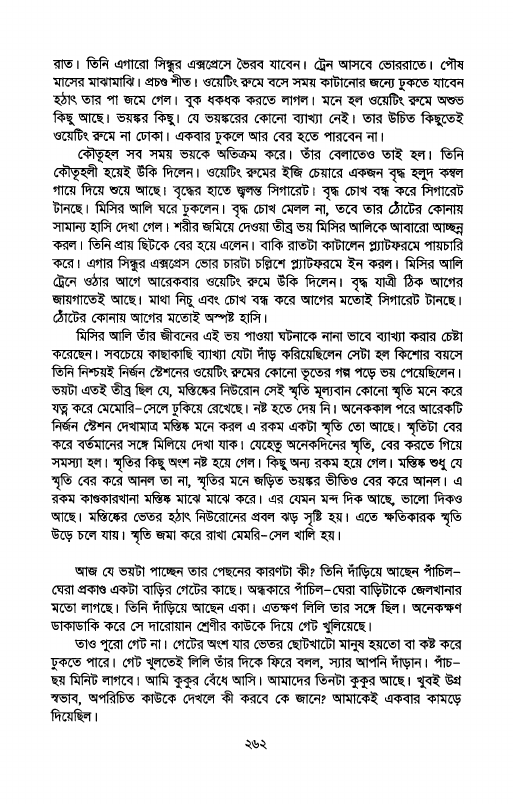 রাত। তিনি এগারো সিন্ধুর এক্সপ্রেসে ভৈরব যাবেন। ট্রেন আসবে ভোররাতে। পৌষ
মাসের মাঝামাঝি। প্রচণ্ড শীত। ওয়েটিং রুমে বসে সময় কাটানোর জন্যে ঢুকতে যাবেন
হঠাৎ তার পা জমে গেল। বুক ধকধক করতে লাগল। মনে হল ওয়েটিং রুমে অশুভ
কিছু আছে। ভয়ঙ্কর কিছু। যে ভয়ঙ্করের কোনো ব্যাখ্যা নেই। তার উচিত কিছুতেই
ওয়েটিং রুমে না ঢোকা। একবার ঢুকলে আর বের হতে পারবেন না।
কৌতূহল সব সময় ভয়কে অতিক্রম করে। তাঁর বেলাতেও তাই হল। তিনি
কৌতূহলী হয়েই উঁকি দিলেন। ওয়েটিং রুমের ইজি চেয়ারে একজন বৃদ্ধ হলুদ কম্বল
গায়ে দিয়ে শুয়ে আছে। বৃদ্ধের হাতে জ্বলন্ত সিগারেট। বৃদ্ধ চোখ বন্ধ করে সিগারেট
টানছে। মিসির আলি ঘরে ঢুকলেন। বৃদ্ধ চোখ মেলল না, তবে তার ঠোঁটের কোনায়
সামান্য হাসি দেখা গেল। শরীর জমিয়ে দেওয়া তীব্র ভয় মিসির আলিকে আবারো আচ্ছন্ন
করল। তিনি প্রায় ছিটকে বের হয়ে এলেন। বাকি রাতটা কাটালেন প্ল্যাটফরমে পায়চারি
করে। এগার সিন্ধুর এক্সপ্রেস ভোর চারটা চল্লিশে প্ল্যাটফরমে ইন করল। মিসির আলি
ট্রেনে ওঠার আগে আরেকবার ওয়েটিং রুমে উঁকি দিলেন। বৃদ্ধ যাত্রী ঠিক আগের
জায়গাতেই আছে। মাথা নিচু এবং চোখ বন্ধ করে আগের মতোই সিগারেট টানছে।
ঠোঁটের কোনায় আগের মতোই অস্পষ্ট হাসি।
মিসির আলি তাঁর জীবনের এই ভয় পাওয়া ঘটনাকে নানা ভাবে ব্যাখ্যা করার চেষ্টা
করেছেন। সবচেয়ে কাছাকাছি ব্যাখ্যা যেটা দাঁড় করিয়েছিলেন সেটা হল কিশোর বয়সে
তিনি নিশ্চয়ই নির্জন স্টেশনের ওয়েটিং রুমের কোনো ভূতের গল্প পড়ে ভয় পেয়েছিলেন।
ভয়টা এতই তীব্র ছিল যে, মস্তিষ্কের নিউরোন সেই স্মৃতি মূল্যবান কোনো স্মৃতি মনে করে
যত্ন করে মেমোরি–সেলে ঢুকিয়ে রেখেছে। নষ্ট হতে দেয় নি। অনেককাল পরে আরেকটি
নির্জন স্টেশন দেখামাত্র মস্তিষ্ক মনে করল এ রকম একটা স্মৃতি তো আছে। স্মৃতিটা বের
করে বর্তমানের সঙ্গে মিলিয়ে দেখা যাক। যেহেতু অনেকদিনের স্মৃতি, বের করতে গিয়ে
সমস্যা হল। স্মৃতির কিছু অংশ নষ্ট হয়ে গেল। কিছু অন্য রকম হয়ে গেল। মস্তিষ্ক শুধু যে
স্মৃতি বের করে আনল তা না, স্মৃতির মনে জড়িত ভয়ঙ্কর ভীতিও বের করে আনল। এ
রকম কাণ্ডকারখানা মস্তিষ্ক মাঝে মাঝে করে। এর যেমন মন্দ দিক আছে, ভালো দিকও
আছে। মস্তিষ্কের ভেতর হঠাৎ নিউরোনের প্রবল ঝড় সৃষ্টি হয়। এতে ক্ষতিকারক স্মৃতি
উড়ে চলে যায়। স্মৃতি জমা করে রাখা মেমরি–সেল খালি হয়।
আজ যে ভয়টা পাচ্ছেন তার পেছনের কারণটা কী? তিনি দাঁড়িয়ে আছেন পাঁচিল–
ঘেরা প্রকাণ্ড একটা বাড়ির গেটের কাছে। অন্ধকারে পাঁচিল–ঘেরা বাড়িটাকে জেলখানার
মতো লাগছে। তিনি দাঁড়িয়ে আছেন একা। এতক্ষণ লিলি তার সঙ্গে ছিল। অনেকক্ষণ
ডাকাডাকি করে সে দারোয়ান শ্রেণীর কাউকে দিয়ে গেট খুলিয়েছে।
তাও পুরো গেট না। গেটের অংশ যার ভেতর ছোটখাটো মানুষ হয়তো বা কষ্ট করে
ঢুকতে পারে। গেট খুলতেই লিলি তাঁর দিকে ফিরে বলল, স্যার আপনি দাঁড়ান। পাঁচ–
ছয় মিনিট লাগবে। আমি কুকুর বেঁধে আসি। আমাদের তিনটা কুকুর আছে। খুবই উগ্র
স্বভাব, অপরিচিত কাউকে দেখলে কী করবে কে জানে? আমাকেই একবার কামড়ে
দিয়েছিল।
২৬২